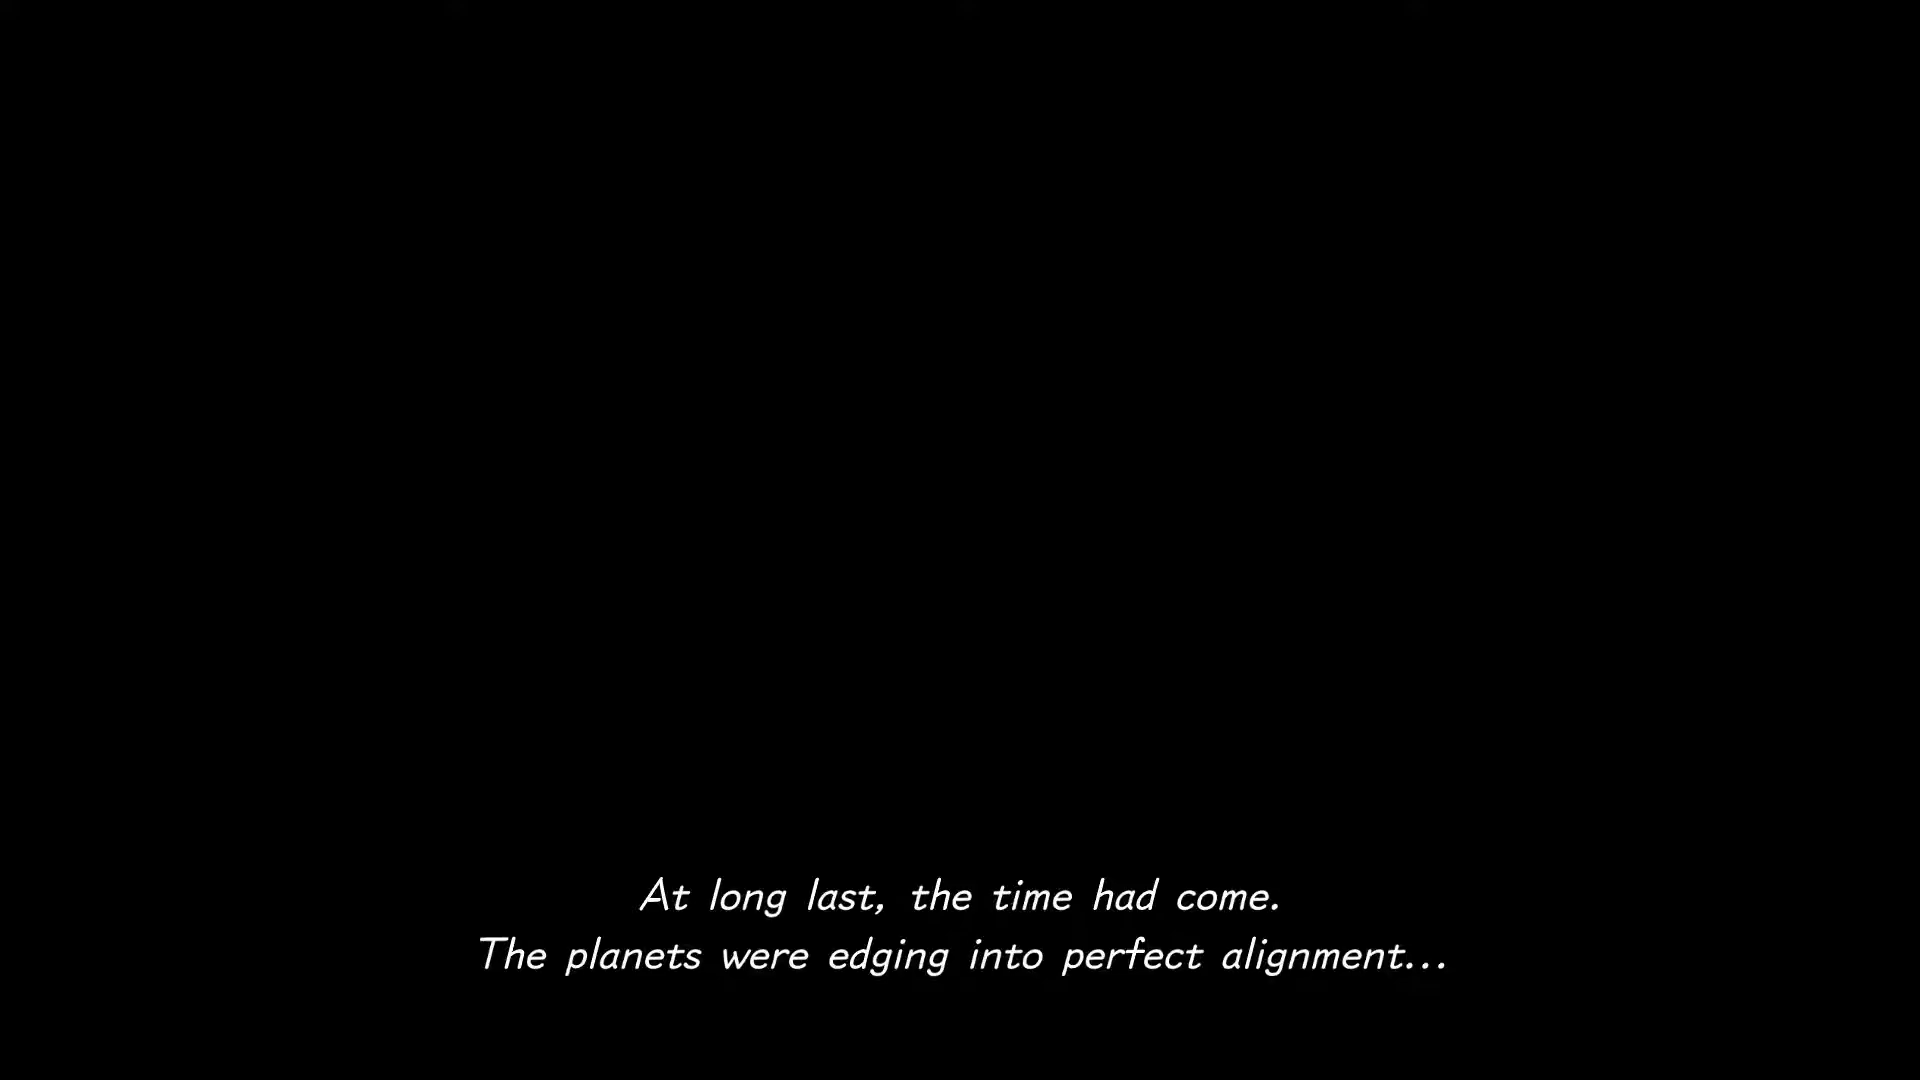 At long last, the time had come.
The planets were edging into perfect alignment...